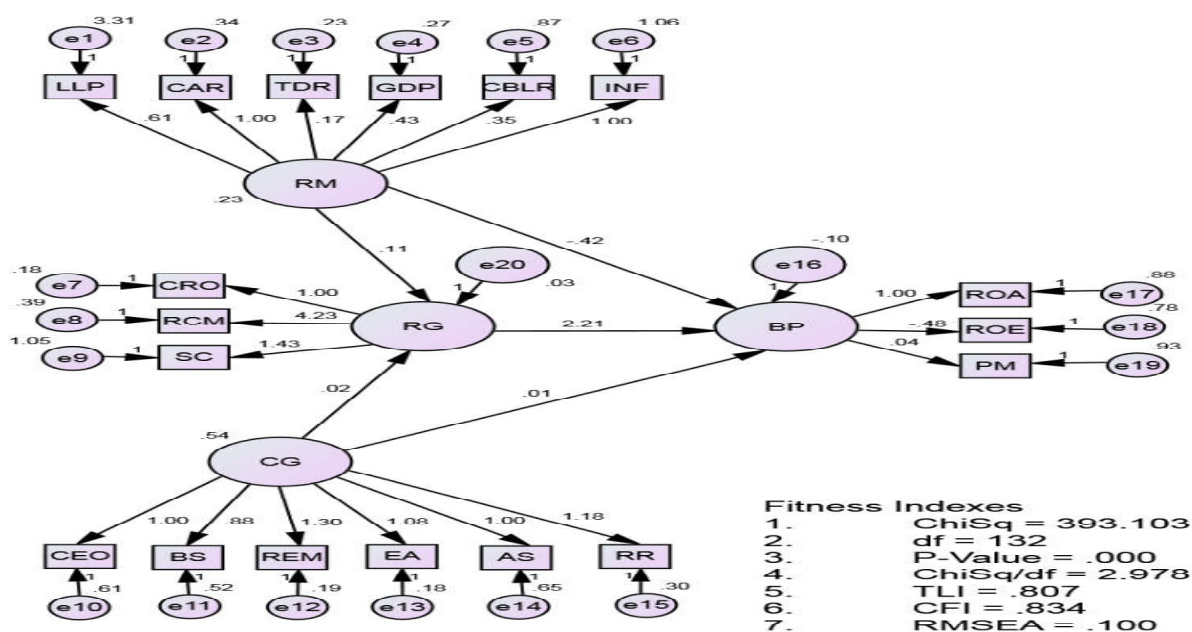 3.31 .34 .23 .27 .87 1.06
e1 e2 e3 e4 e5 e6
1 1 1 1 1 1
LLP CAR TDR GDP CBLR INF
.61 1.00 .17 .43 .35 1.00
RM
.23
-.42
.11
-.10
e20 e16
.03
1 1
.18
e7 1 CRO 1.00
.39
e8 1 RCM 4.23
1.05
e9 1 SC 1.43
RG 2.21 BP
1.00 ROA 1 e17 .88
-.48 ROE 1 e18 .78
.04 PM 1 e19 .93
.02
.01
.54
CG
1.00 .88 1.30 1.08 1.00 1.18
CEO BS REM EA AS RR
1 1 1 1 1 1
.61 .52 .19 .18 .65 .30
e10 e11 e12 e13 e14 e15
Fitness Indexes
1. ChiSq = 393.103
2. df = 132
3. P-Value = .000
4. ChiSq/df = 2.978
5. TLI = .807
6. CFI = .834
7. RMSEA = .100